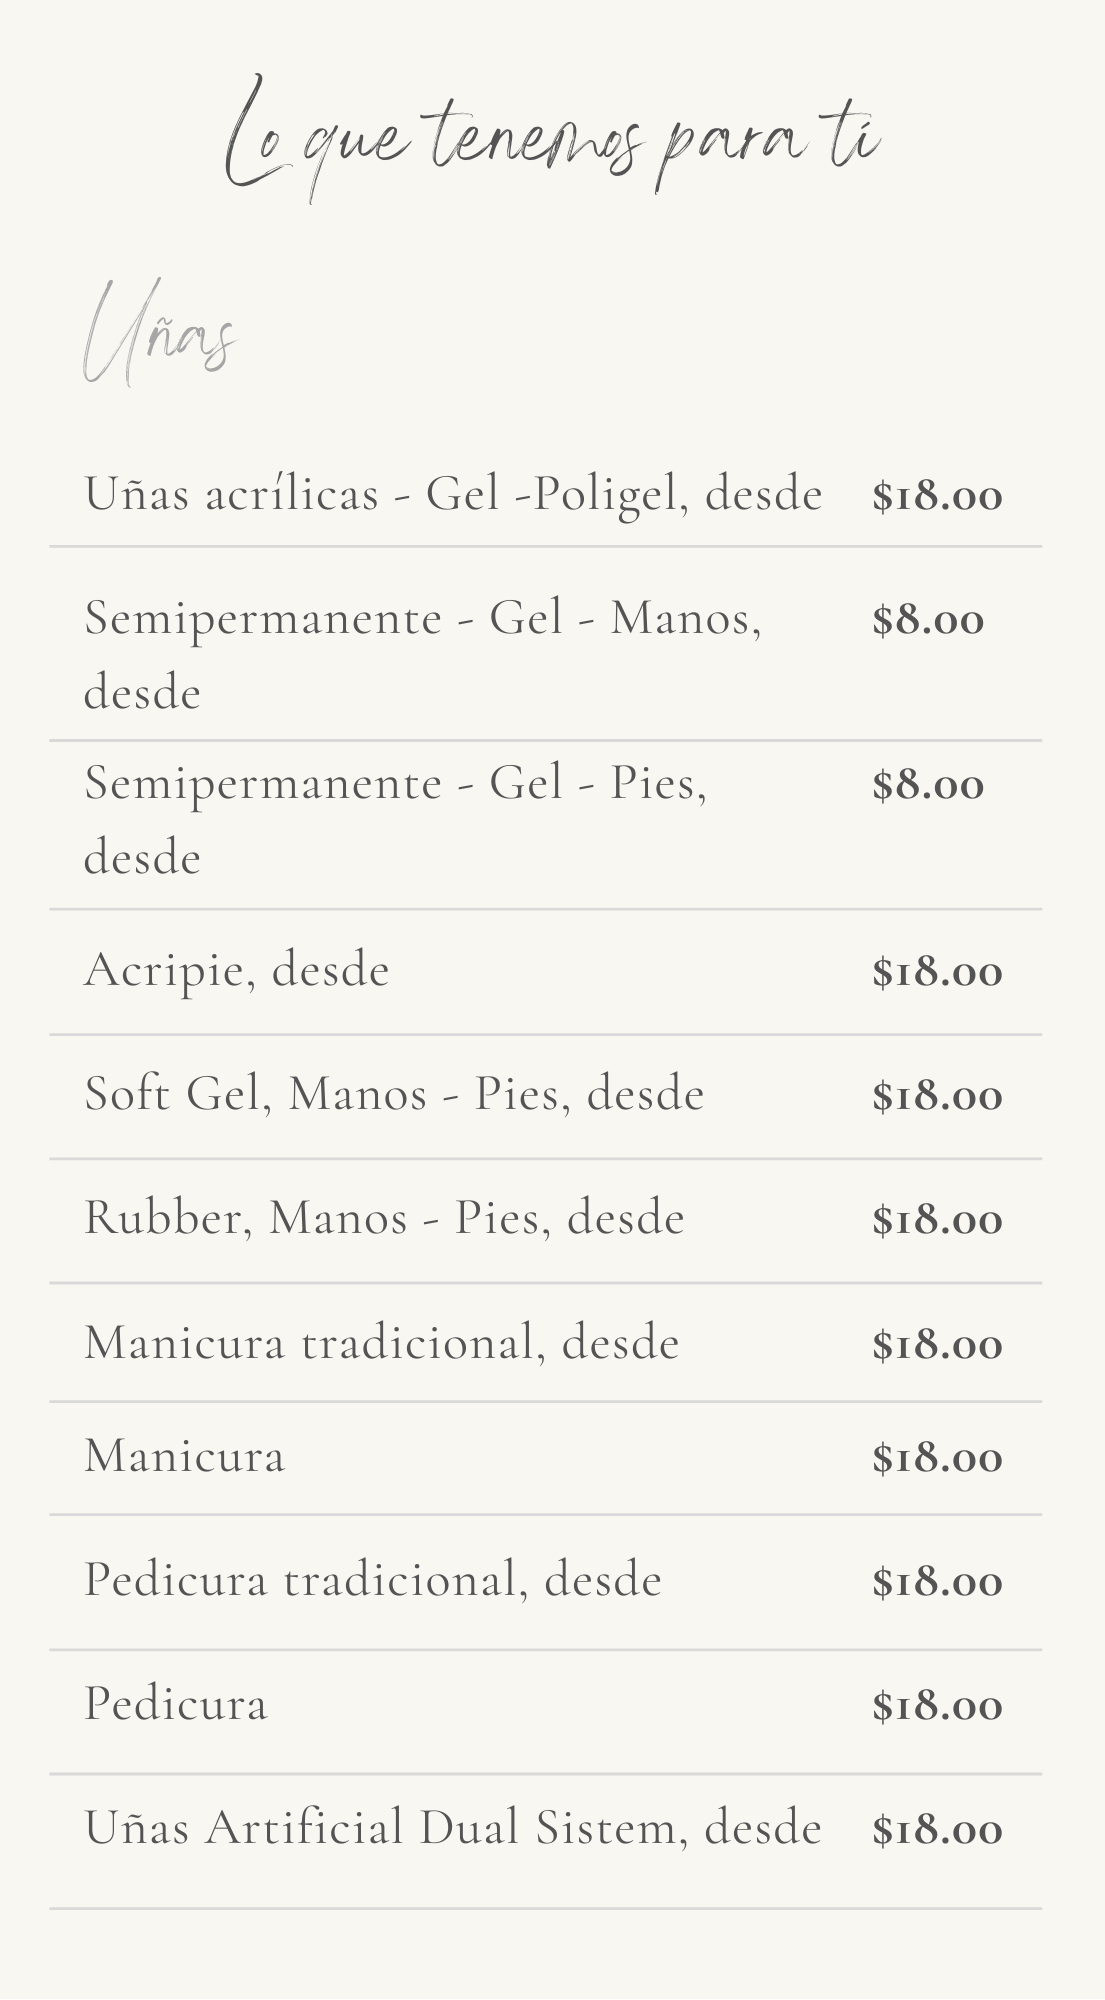 Lo que tenemos para tí
Uñas
Uñas acrílicas - Gel -Poligel, desde $18.00
Semipermanente - Gel - Manos, $8.00
desde
Semipermanente - Gel - Pies, $8.00
desde
Acripie, desde $18.00
Soft Gel, Manos - Pies, desde $18.00
Rubber, Manos - Pies, desde $18.00
Manicura tradicional, desde $18.00
Manicura $18.00
Pedicura tradicional, desde $18.00
Pedicura $18.00
Uñas Artificial Dual Sistem, desde $18.00